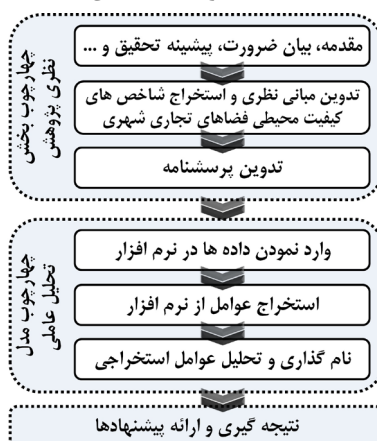 مقدمه، بیان ضرورت، پیشینه تحقیق و ...
تدوین مبانی نظری و استخراج شاخص های
کیفیت محیطی فضاهای تجاری شهری
تدوین پرسشنامه
چهارچوب بخش
نظری پژوهش
وارد نمودن داده ها در نرم افزار
استخراج عوامل از نرم افزار
نام گذاری و تحلیل عوامل استخراجی
چهارچوب مدل
تحلیل عاملی
نتیجه گیری و ارائه پیشنهادها